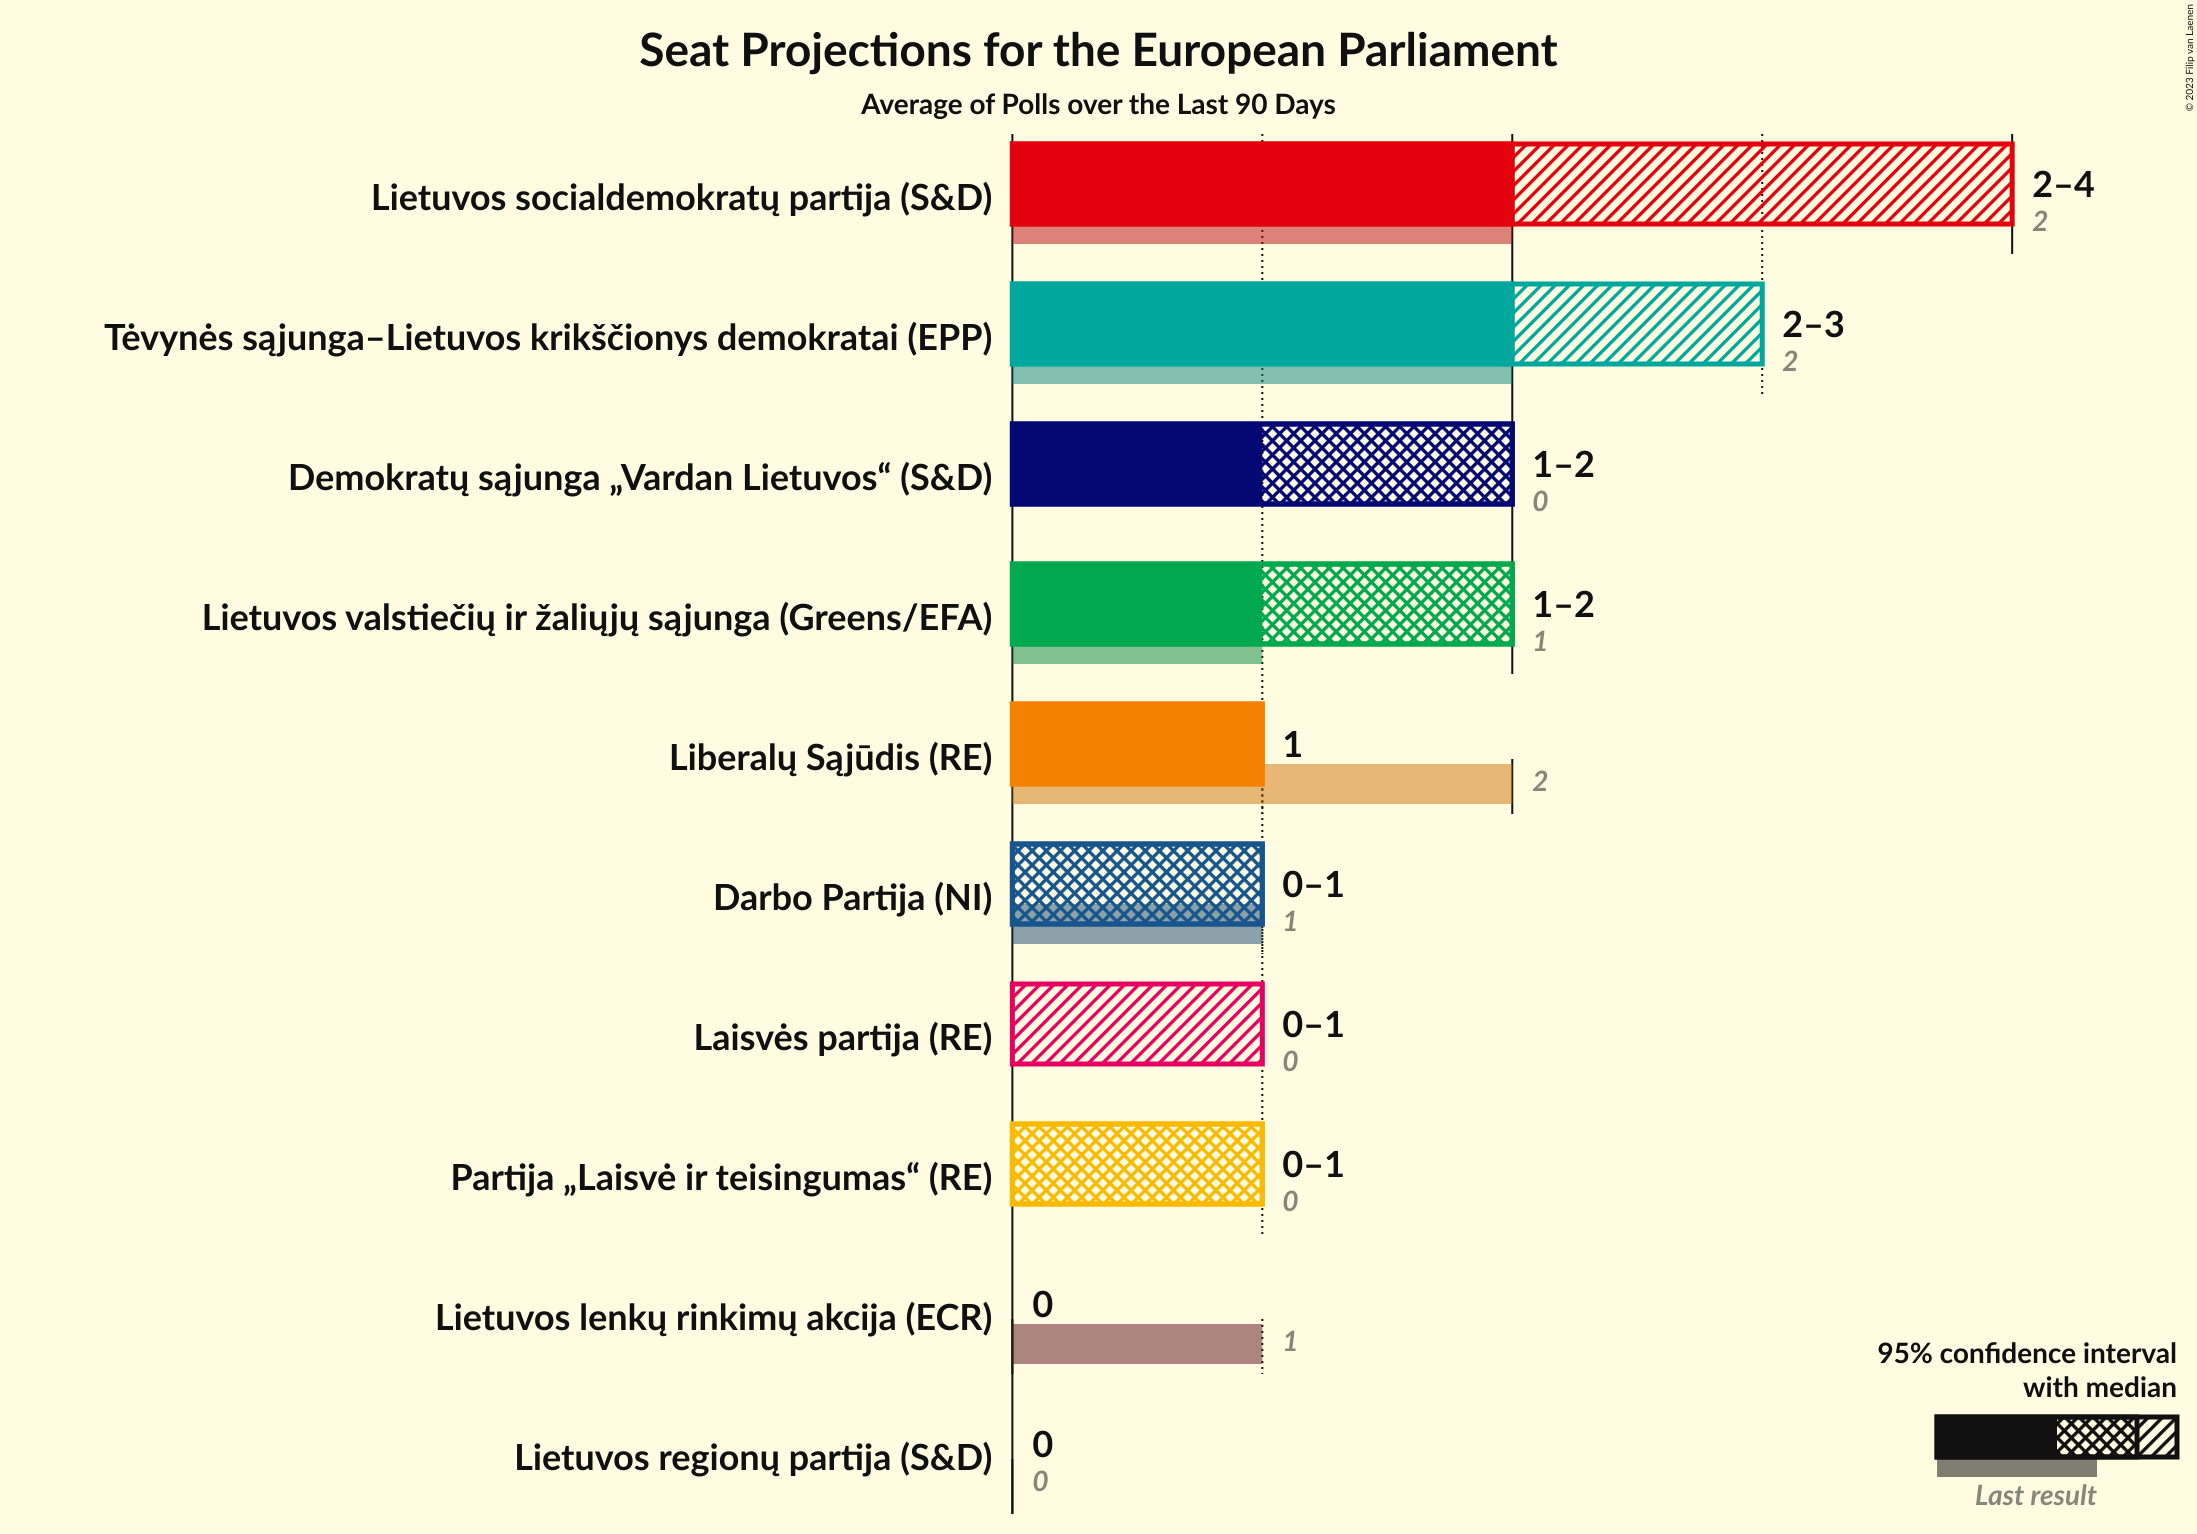 Seat Projections for the European Parliament
Average of Polls over the Last 90 Days
© 2023 Filip van Laenen
Lietuvos socialdemokratų partija (S&D)
2–4
2
Tėvynės sąjunga–Lietuvos krikščionys demokratai (EPP)
2–3
2
Demokratų sąjunga „Vardan Lietuvos“ (S&D)
1–2
0
Lietuvos valstiečių ir žaliųjų sąjunga (Greens/EFA)
1–2
1
Liberalų Sąjūdis (RE)
1
2
Darbo Partija (NI)
0–1
1
Laisvės partija (RE)
0–1
0
Partija „Laisvė ir teisingumas“ (RE)
0–1
0
Lietuvos lenkų rinkimų akcija (ECR)
0
1
Lietuvos regionų partija (S&D)
0
0
95% confidence interval
with median
Last result